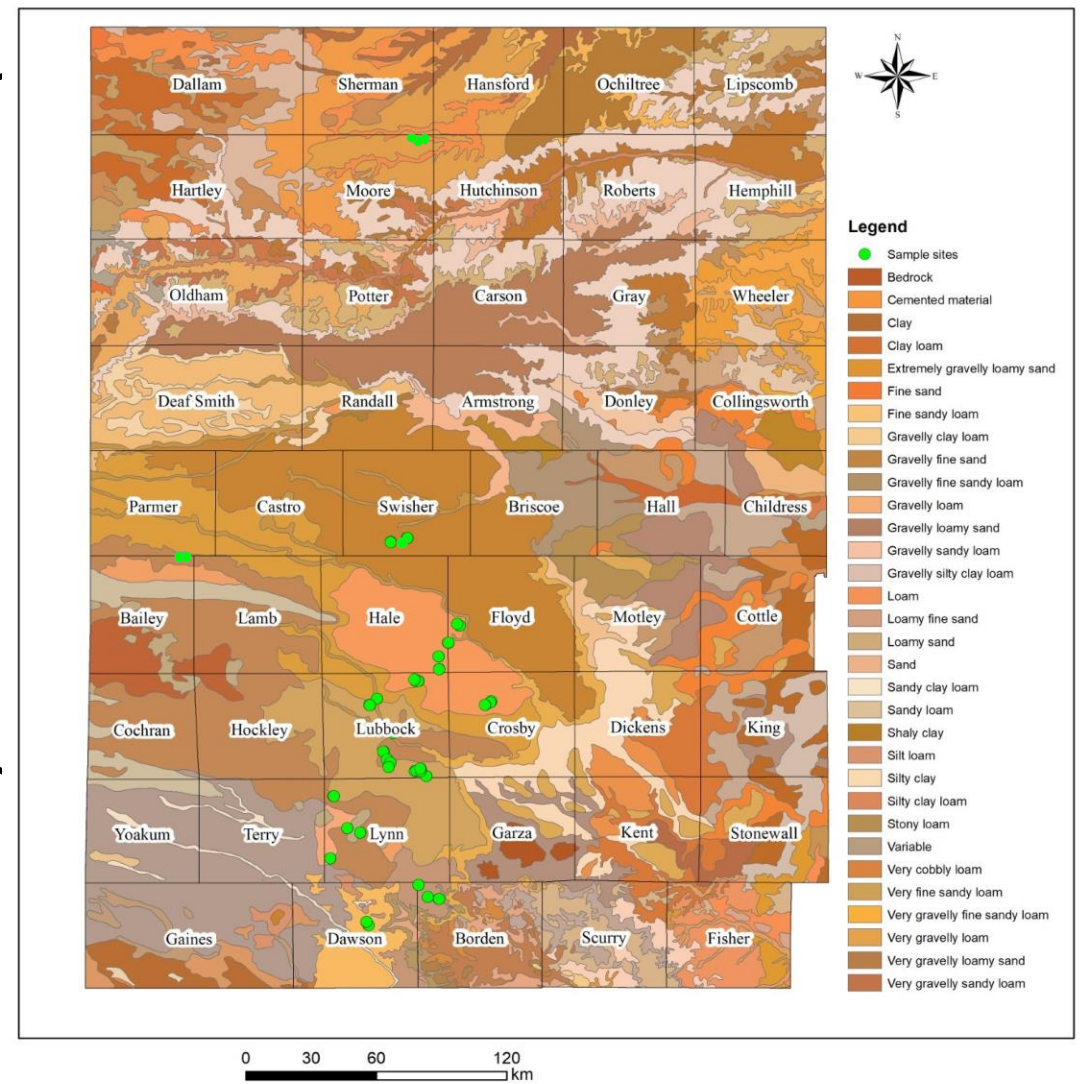 N
W E
S
Dallam Sherman Hansford Ochiltree Lipscomb
Hartley Moore Hutchinson Roberts Hemphill
Oldham Potter Carson Gray Wheeler
Deaf Smith Randall Armstrong Donley Collingsworth
Parmer Castro Swisher Briscoe Hall Childress
Bailey Lamb Hale Floyd Motley Cottle
Cochran Hockley Lubbock Crosby Dickens King
Yoakum Terry Lynn Garza Kent Stonewall
Gaines Dawson Borden Scurry Fisher
Legend
Sample sites
Bedrock
Cemented material
Clay
Clay loam
Extremely gravelly loamy sand
Fine sand
Fine sandy loam
Gravelly clay loam
Gravelly fine sand
Gravelly fine sandy loam
Gravelly loam
Gravelly loamy sand
Gravelly sandy loam
Gravelly silty clay loam
Loam
Loamy fine sand
Loamy sand
Sand
Sandy clay loam
Sandy loam
Shaly clay
Silt loam
Silty clay
Silty clay loam
Stony loam
Variable
Very cobbly loam
Very fine sandy loam
Very gravelly fine sandy loam
Very gravelly loam
Very gravelly loamy sand
Very gravelly sandy loam
0 30 60 120
km